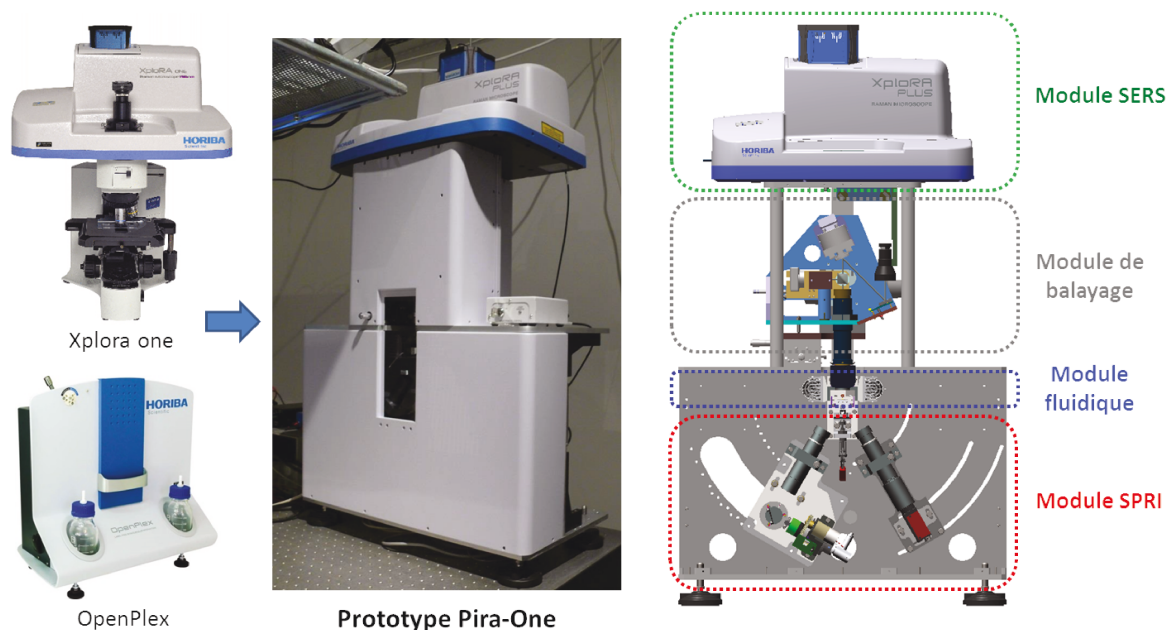 XploRA one
HORIBA
Xplora one
HORIBA
OpenPlex
OpenPlex
XploRA
PLUS
Prototype Pira-One
XploRA
PLUS
RAMAN MICROSCOPE
HORIBA
Module SERS
Module de
balayage
Module
fluidique
Module SPRI